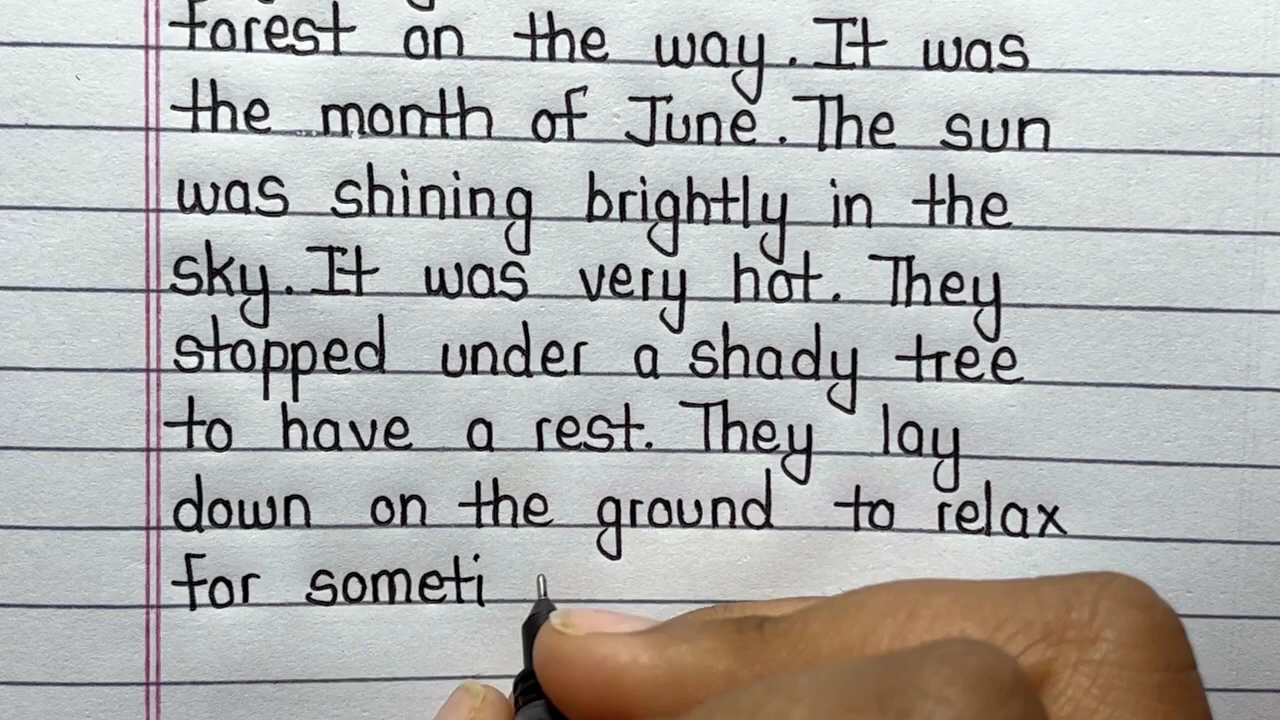 forest on the way. It was
the month of June. The sun
was shining brightly in the
sky. It was very hot. They
stopped under a shady tree
to have a rest. They lay
down on the ground to relax
for someti